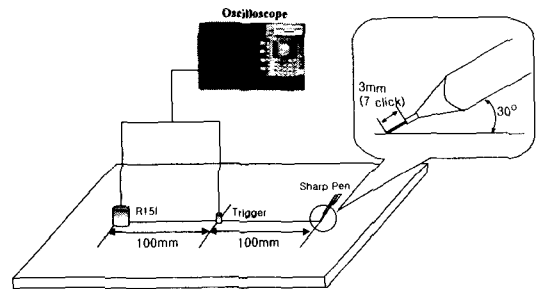 Oscilloscope
3mm
(7 click)
30°
Sharp Pen
R15I
Trigger
100mm
100mm